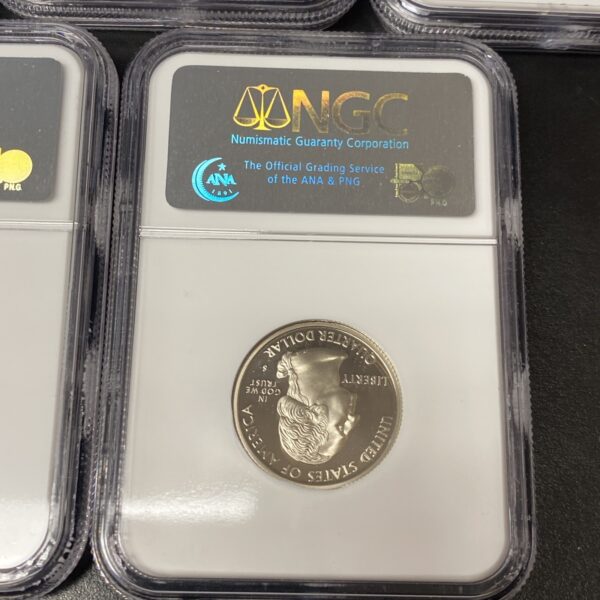 NGC
Numismatic Guaranty Corporation
ANA
1891
The Official Grading Service
of the ANA & PNG
P.N.G
P.N.G.
UNITED STATES OF AMERICA
LIBERTY
IN
GOD WE
TRUST
S
QUARTER DOLLAR